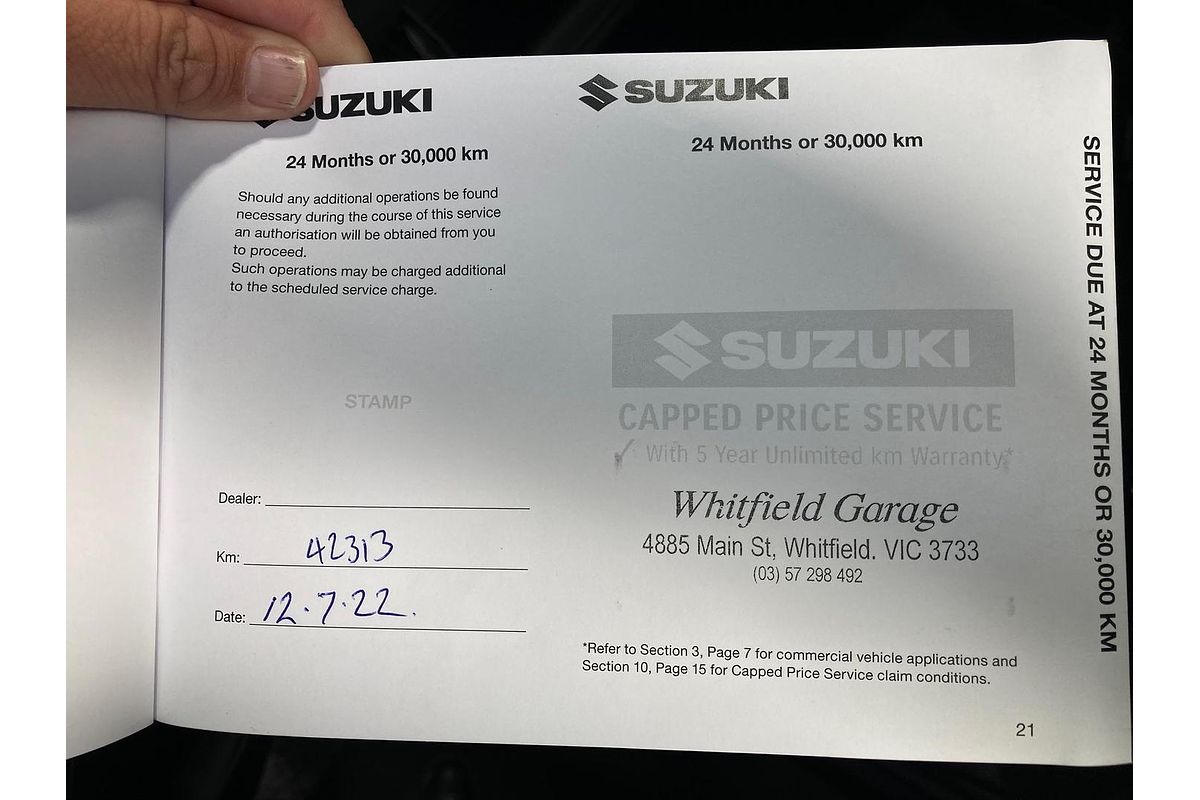 SUZUKI
24 Months or 30,000 km
Should any additional operations be found
necessary during the course of this service
an authorisation will be obtained from you
to proceed.
Such operations may be charged additional
to the scheduled service charge.
STAMP
Dealer:
Km: 42313
Date: 12.7.22.
SUZUKI
24 Months or 30,000 km
SUZUKI
CAPPED PRICE SERVICE
With 5 Year Unlimited km Warranty*
Whitfield Garage
4885 Main St, Whitfield. VIC 3733
(03) 57 298 492
*Refer to Section 3, Page 7 for commercial vehicle applications and
Section 10, Page 15 for Capped Price Service claim conditions.
21
SERVICE DUE AT 24 MONTHS OR 30,000 KM